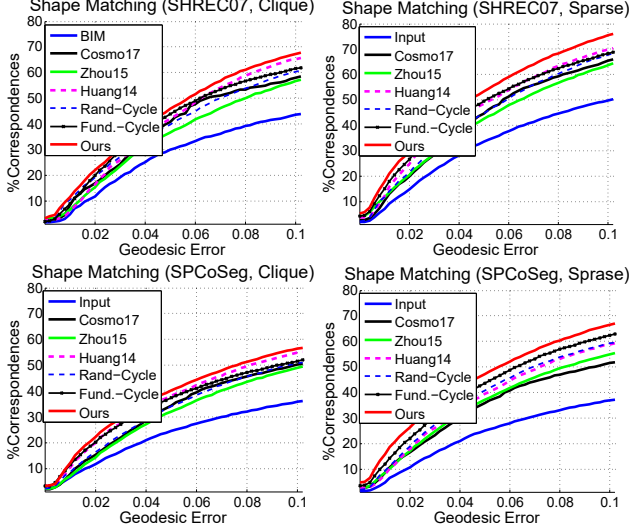 Shape Matching (SHREC07, Clique)
80
70
60
50
40
30
20
10
%Correspondences
BIM
Cosmo17
Zhou15
Huang14
Rand-Cycle
Fund.-Cycle
Ours
0.02 0.04 0.06 0.08 0.1
Geodesic Error
Shape Matching (SHREC07, Sparse)
80
70
60
50
40
30
20
10
%Correspondences
Input
Cosmo17
Zhou15
Huang14
Rand-Cycle
Fund.-Cycle
Ours
0.02 0.04 0.06 0.08 0.1
Geodesic Error
Shape Matching (SPCoSeg, Clique)
80
70
60
50
40
30
20
10
%Correspondences
Input
Cosmo17
Zhou15
Huang14
Rand-Cycle
Fund.-Cycle
Ours
0.02 0.04 0.06 0.08 0.1
Geodesic Error
Shape Matching (SPCoSeg, Sprase)
80
70
60
50
40
30
20
10
%Correspondences
Input
Cosmo17
Zhou15
Huang14
Rand-Cycle
Fund.-Cycle
Ours
0.02 0.04 0.06 0.08 0.1
Geodesic Error